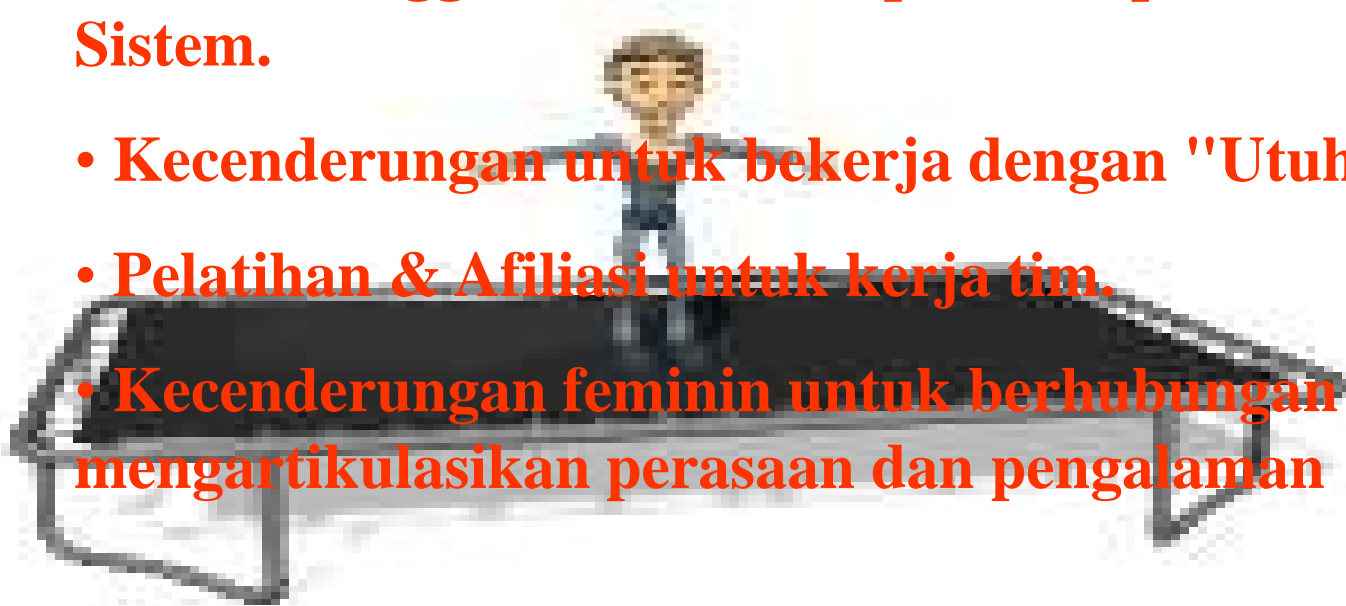 Sistem.
• Kecenderungan untuk bekerja dengan "Utuh
• Pelatihan & Afiliasi untuk kerja tim.
• Kecenderungan feminin untuk berhubungan
mengartikulasikan perasaan dan pengalaman